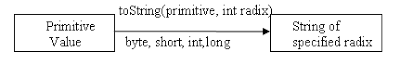 toString(primitive, int radix)
Primitive
Value
byte, short, int,long
String of
specified radix